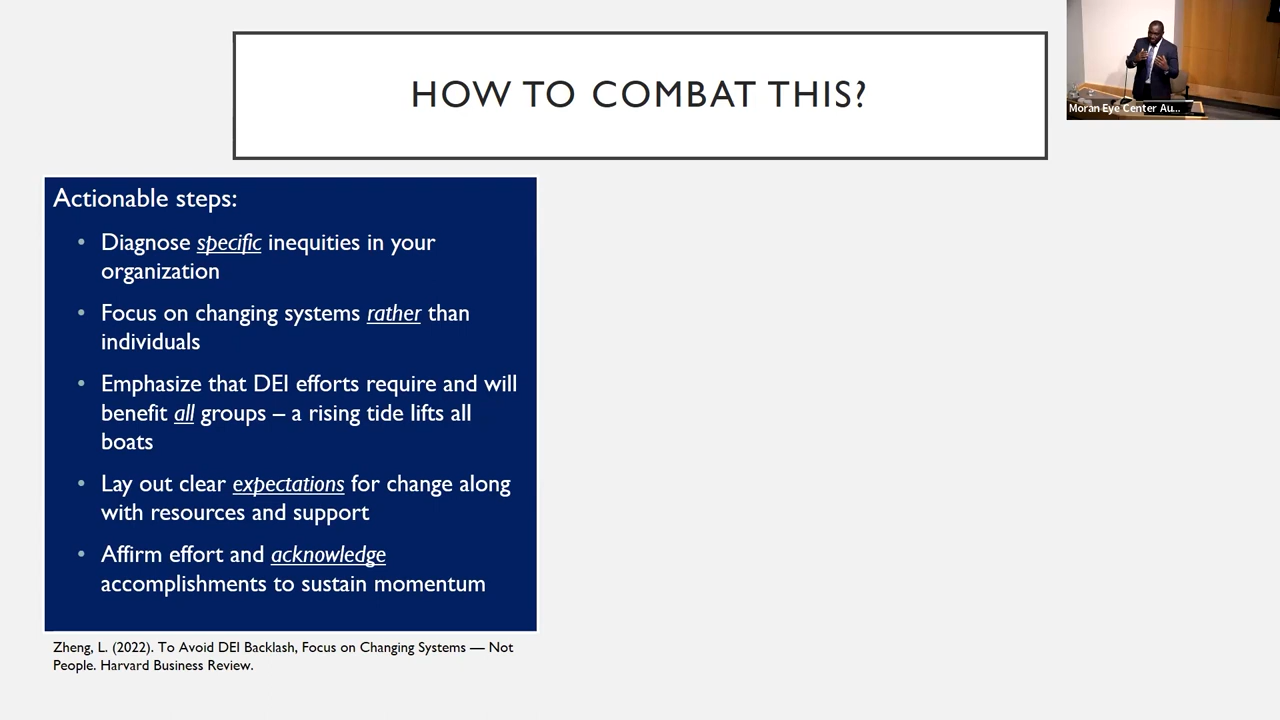 HOW TO COMBAT THIS?
Moran Eye Center Au...
Actionable steps:
• Diagnose specific inequities in your
organization
• Focus on changing systems rather than
individuals
• Emphasize that DEI efforts require and will
benefit all groups – a rising tide lifts all
boats
• Lay out clear expectations for change along
with resources and support
• Affirm effort and acknowledge
accomplishments to sustain momentum
Zheng, L. (2022). To Avoid DEI Backlash, Focus on Changing Systems — Not
People. Harvard Business Review.